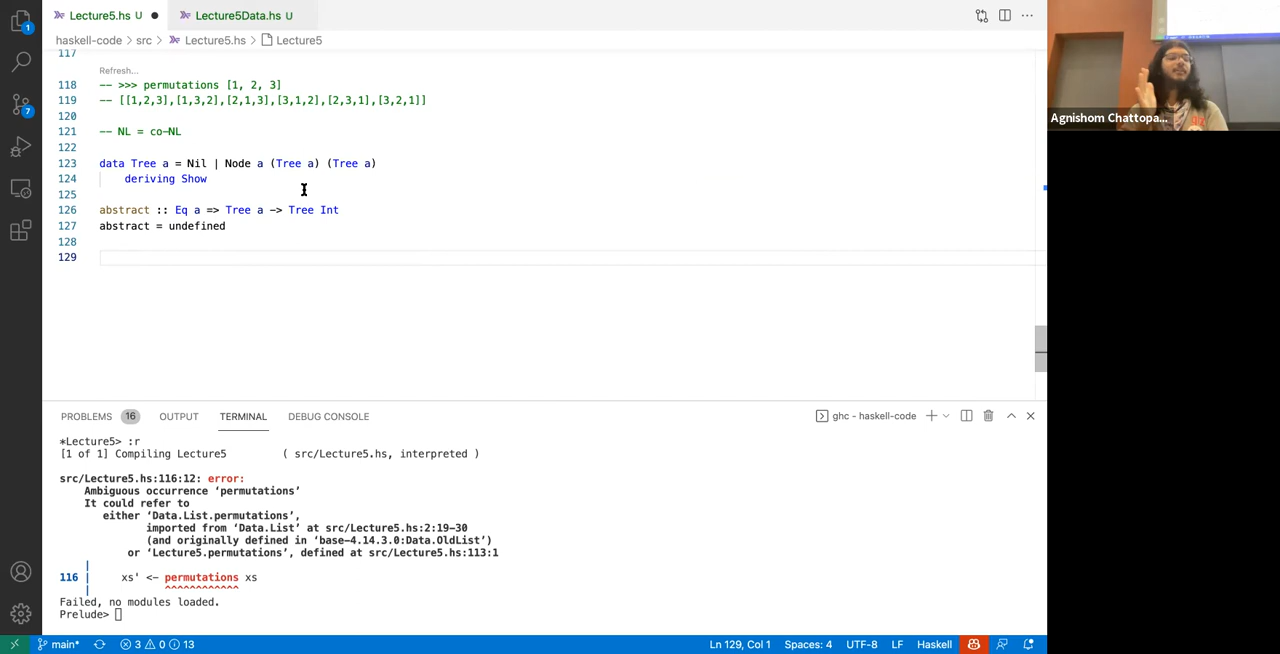 Lecture5.hs U
Lecture5Data.hs U
haskell-code > src > Lecture5.hs > Lecture5
117
Refresh...
118 -- >>> permutations [1, 2, 3]
119 -- [[1,2,3],[1,3,2],[2,1,3],[3,1,2],[2,3,1],[3,2,1]]
120
121 -- NL = co-NL
122
123 data Tree a = Nil | Node a (Tree a) (Tree a)
124 deriving Show
125
126 abstract :: Eq a => Tree a -> Tree Int
127 abstract = undefined
128
129
1
7
Agnishom Chattopa...
PROBLEMS 16 OUTPUT TERMINAL DEBUG CONSOLE
ghc - haskell-code
*Lecture5> :r
[1 of 1] Compiling Lecture5 ( src/Lecture5.hs, interpreted )
src/Lecture5.hs:116:12: error:
Ambiguous occurrence ‘permutations’
It could refer to
either ‘Data.List.permutations’,
imported from ‘Data.List’ at src/Lecture5.hs:2:19-30
(and originally defined in ‘base-4.14.3.0:Data.OldList’)
or ‘Lecture5.permutations’, defined at src/Lecture5.hs:113:1
|
116 | xs' <- permutations xs
| ^^^^^^^^^^^^
Failed, no modules loaded.
Prelude>
main* 3 0 13
Ln 129, Col 1 Spaces: 4 UTF-8 LF Haskell